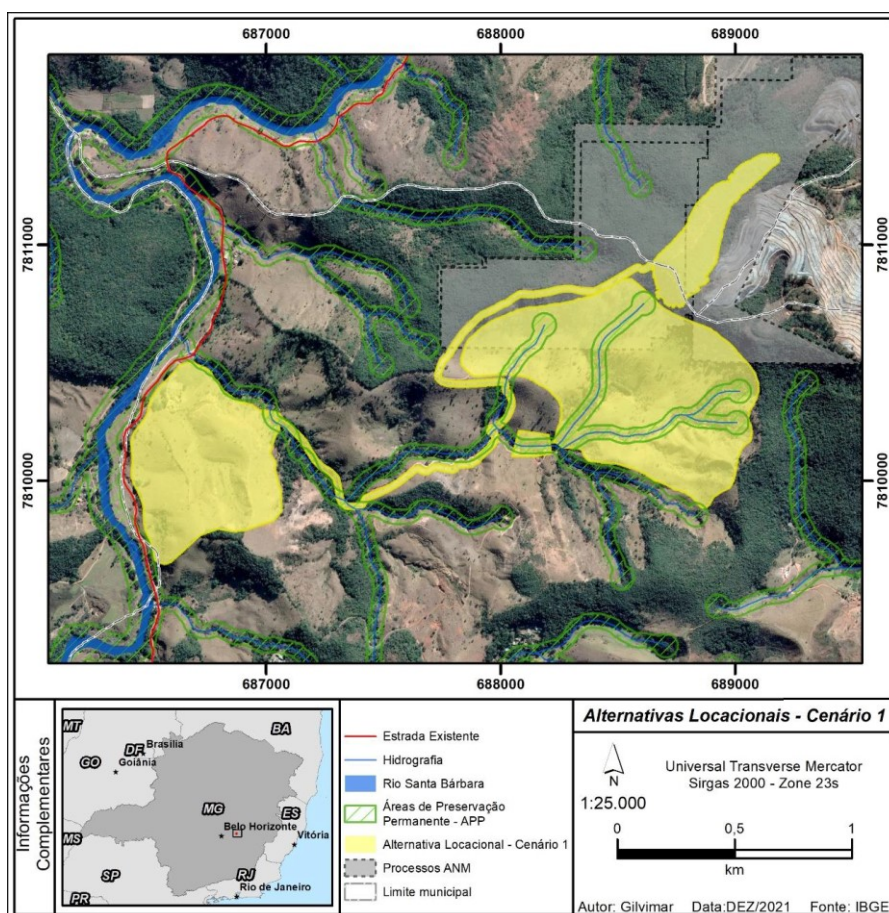 687000 688000 689000
7811000 7811000
7810000 7810000
687000 688000 689000
Informações
Complementares
MT
BA
DF
Brasília
GO
Goiânia
MG
ES
Belo Horizonte
Vitória
MS
SP
RJ
Rio de Janeiro
PR
Estrada Existente
Hidrografia
Rio Santa Bárbara
Áreas de Preservação
Permanente - APP
Alternativa Locacional - Cenário 1
Processos ANM
Limite municipal
Alternativas Locacionais - Cenário 1
N
Universal Transverse Mercator
Sirgas 2000 - Zone 23s
1:25.000
0 0,5 1
km
Autor: Gilvimar Data:DEZ/2021 Fonte: IBGE